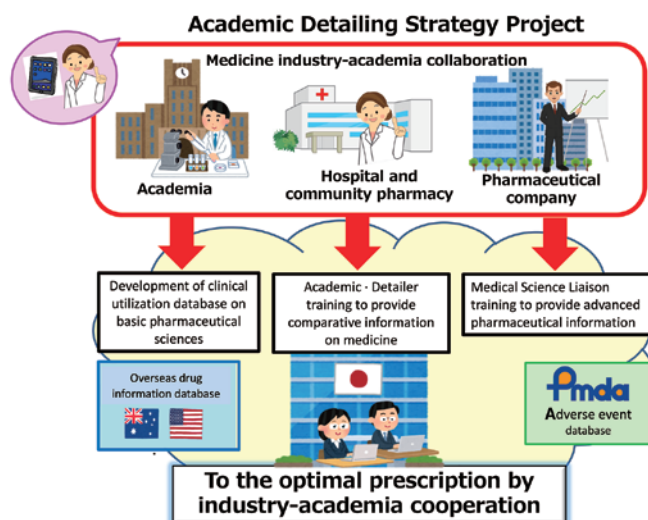 Academic Detailing Strategy Project
Medicine industry-academia collaboration
Academia
Hospital and
community pharmacy
Pharmaceutical
company
Development of clinical
utilization database on
basic pharmaceutical
sciences
Academic · Detailer
training to provide
comparative information
on medicine
Medical Science Liaison
training to provide advanced
pharmaceutical information
Overseas drug
information database
Pmda
Adverse event
database
To the optimal prescription by
industry-academia cooperation